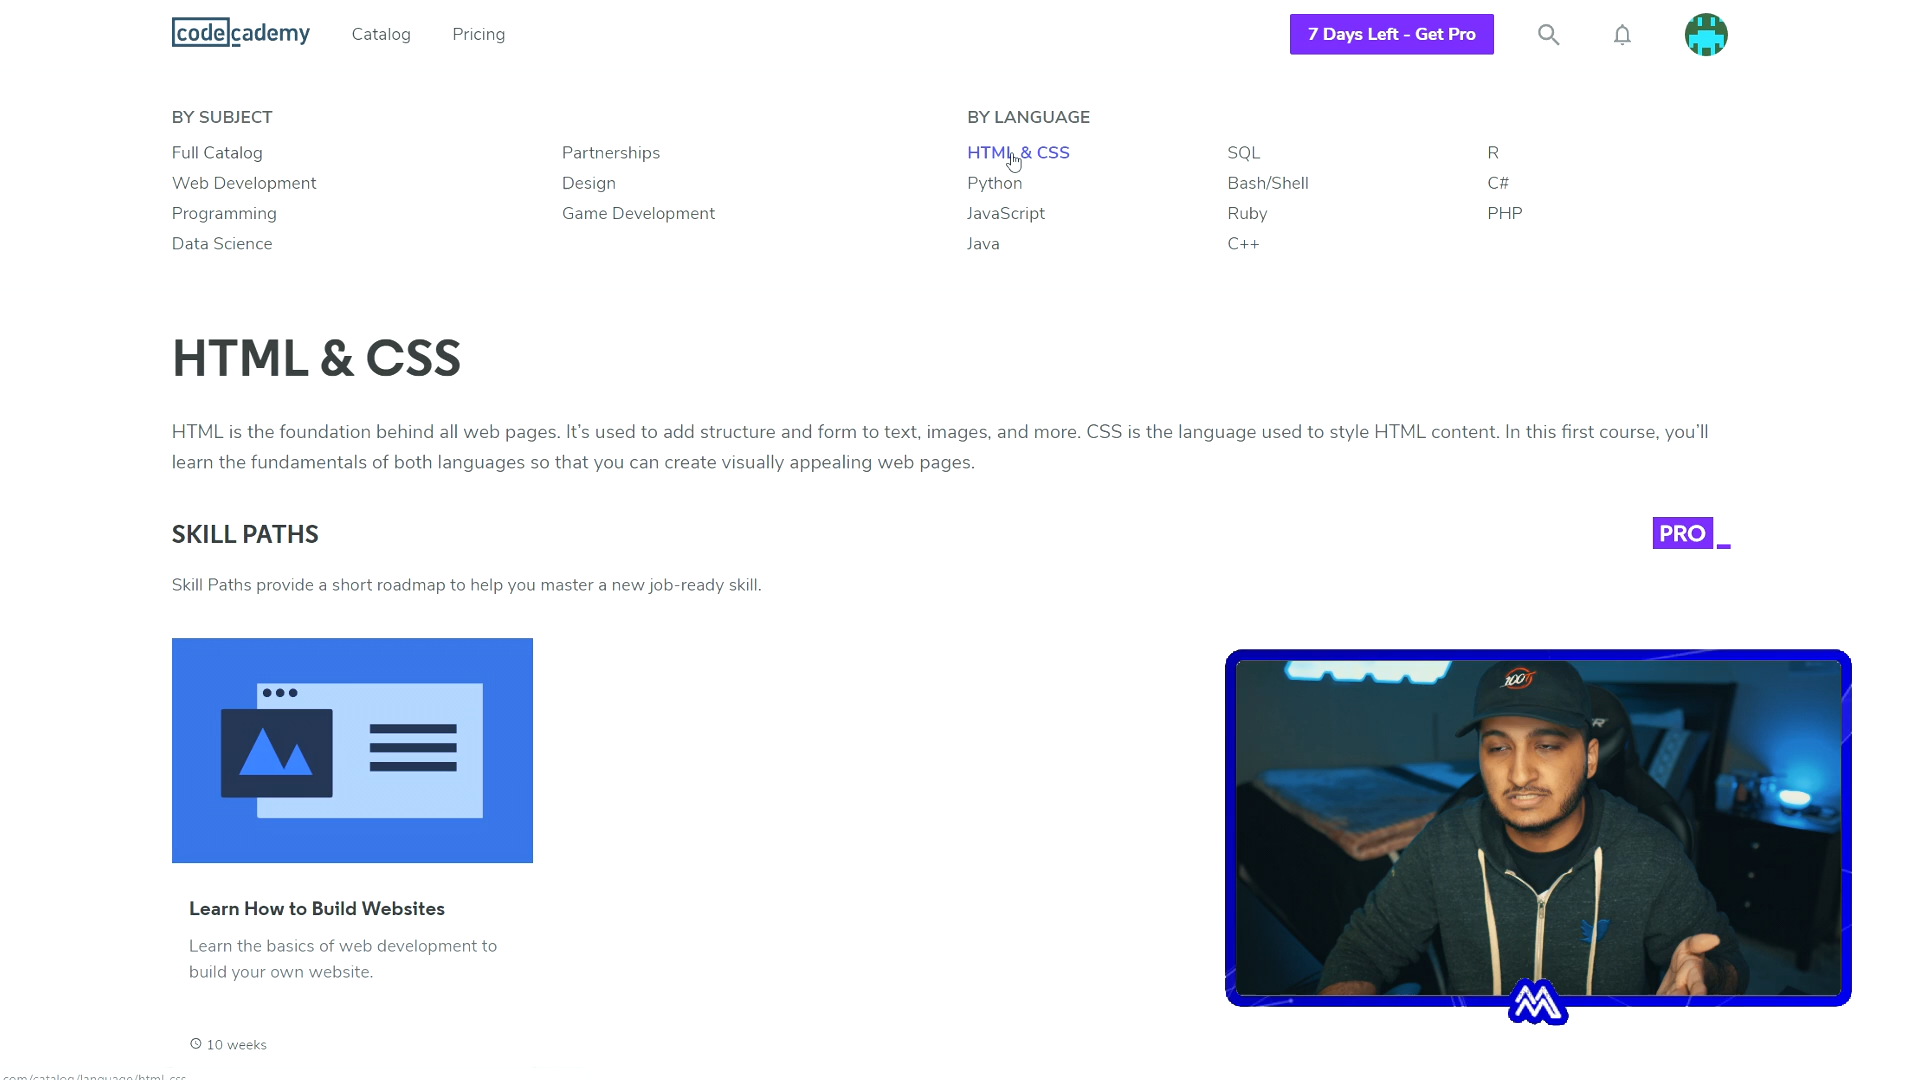 codecademy
Catalog
Pricing
7 Days Left - Get Pro
BY SUBJECT
Full Catalog
Web Development
Programming
Data Science
Partnerships
Design
Game Development
BY LANGUAGE
HTML & CSS
Python
JavaScript
Java
SQL
Bash/Shell
Ruby
C++
R
C#
PHP
HTML & CSS
HTML is the foundation behind all web pages. It’s used to add structure and form to text, images, and more. CSS is the language used to style HTML content. In this first course, you’ll
learn the fundamentals of both languages so that you can create visually appealing web pages.
SKILL PATHS
PRO
Skill Paths provide a short roadmap to help you master a new job-ready skill.
Learn How to Build Websites
Learn the basics of web development to
build your own website.
10 weeks
100T
com/catalog/language/html-css